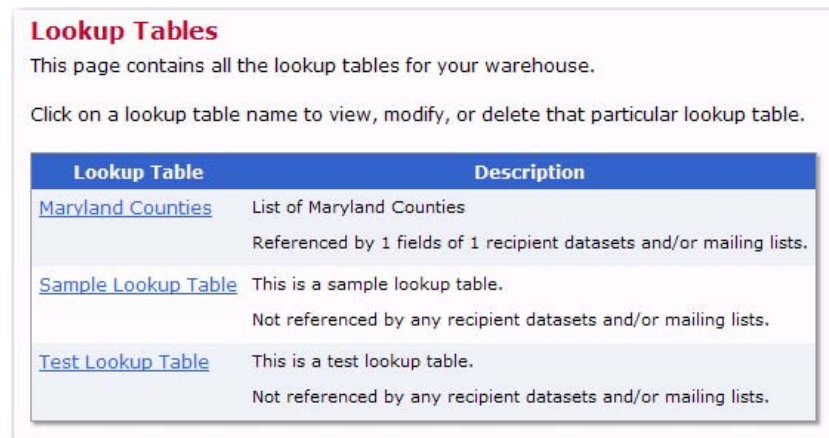 Lookup Tables
This page contains all the lookup tables for your warehouse.
Click on a lookup table name to view, modify, or delete that particular lookup table.
Lookup Table Description
Maryland Counties List of Maryland Counties
Referenced by 1 fields of 1 recipient datasets and/or mailing lists.
Sample Lookup Table This is a sample lookup table.
Not referenced by any recipient datasets and/or mailing lists.
Test Lookup Table This is a test lookup table.
Not referenced by any recipient datasets and/or mailing lists.